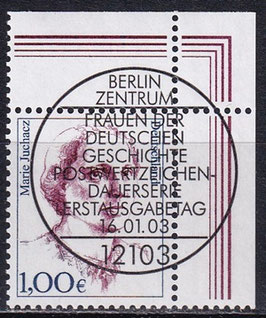 BERLIN
ZENTRUM
FRAUEN DER
DEUTSCHEN
GESCHICHTE
POSTWERTZEICHEN-
DAUERSERIE
ERSTAUSGABETAG
16.01.03
12103
Marie Juchacz
1,00€